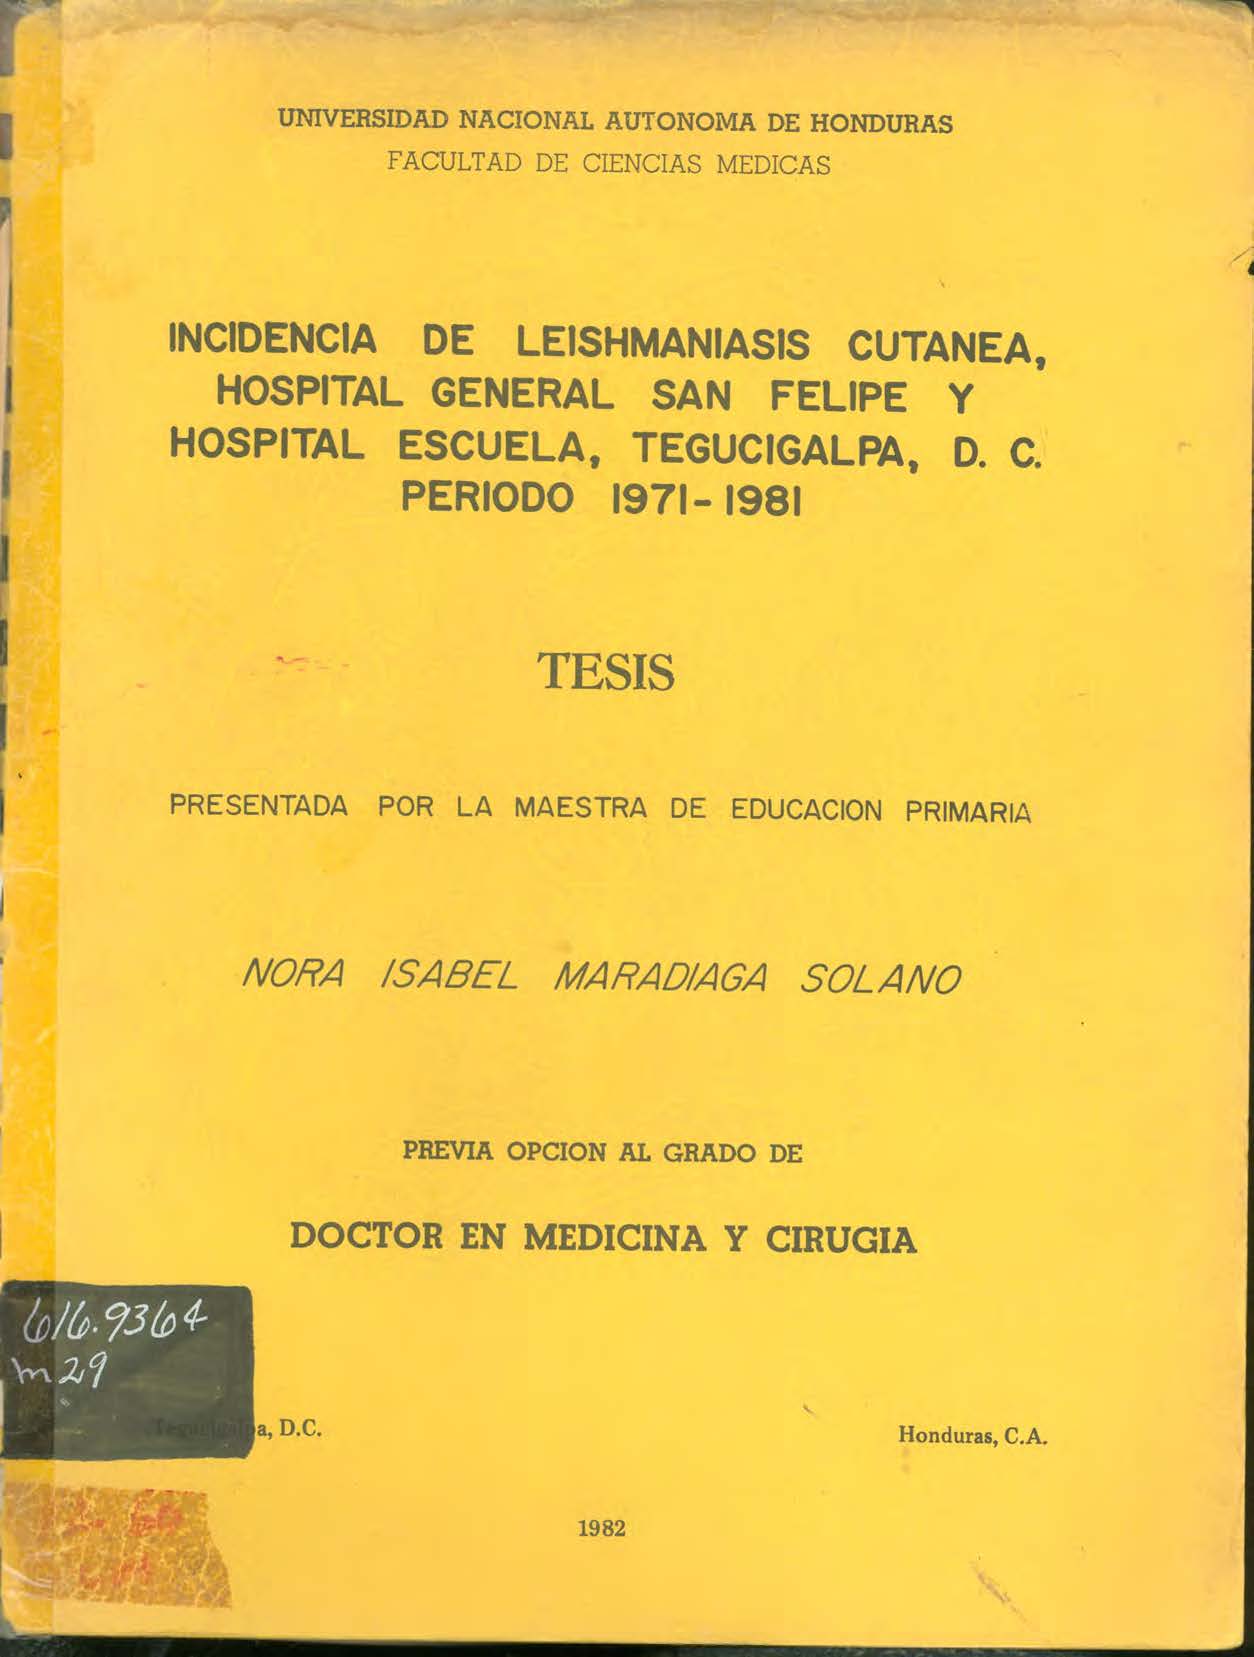 UNIVERSIDAD NACIONAL AUTONOMA DE HONDURAS
FACULTAD DE CIENCIAS MEDICAS
INCIDENCIA DE LEISHMANIASIS CUTANEA,
HOSPITAL GENERAL SAN FELIPE Y
HOSPITAL ESCUELA, TEGUCIGALPA, D. C.
PERIODO 1971-1981
TESIS
PRESENTADA POR LA MAESTRA DE EDUCACION PRIMARIA
NORA ISABEL MARADIAGA SOLANO
PREVIA OPCION AL GRADO DE
DOCTOR EN MEDICINA Y CIRUGIA
616.9364
m29
Tegucigalpa, D.C.
Honduras, C.A.
1982